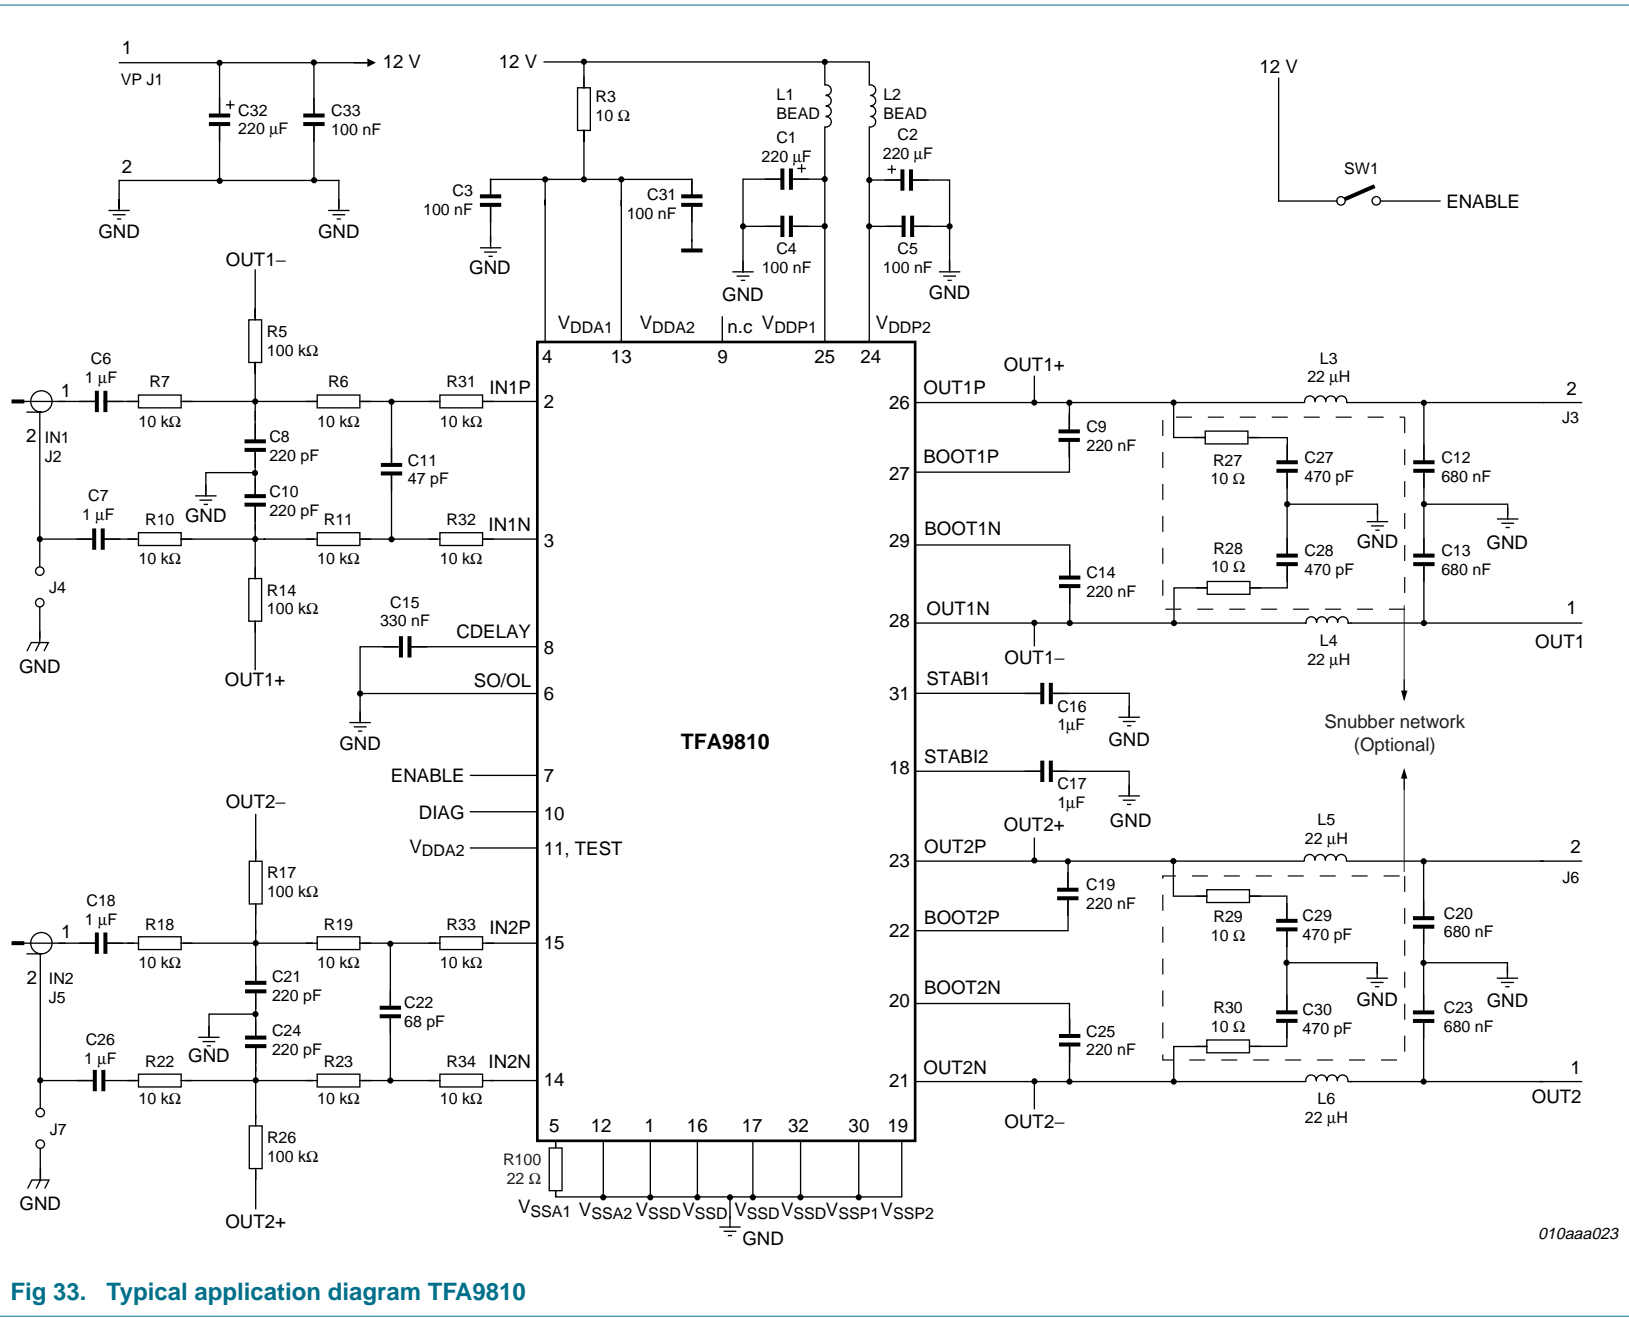 1
VP J1
12 V
C32
220 μF
C33
100 nF
2
GND
GND
12 V
R3
10 Ω
L1
BEAD
L2
BEAD
C1
220 μF
C2
220 μF
C3
100 nF
C31
100 nF
C4
100 nF
C5
100 nF
GND
GND
GND
12 V
SW1
ENABLE
OUT1−
R5
100 kΩ
C6
1 μF
1
2
IN1
J2
R7
10 kΩ
R6
10 kΩ
R31
10 kΩ
IN1P
C8
220 pF
GND
C10
220 pF
C11
47 pF
C7
1 μF
R10
10 kΩ
R11
10 kΩ
R32
10 kΩ
IN1N
J4
GND
R14
100 kΩ
OUT1+
C15
330 nF
CDELAY
SO/OL
GND
ENABLE
DIAG
VDDA2
OUT2−
R17
100 kΩ
C18
1 μF
1
2
IN2
J5
R18
10 kΩ
R19
10 kΩ
R33
10 kΩ
IN2P
C21
220 pF
GND
C24
220 pF
C22
68 pF
C26
1 μF
R22
10 kΩ
R23
10 kΩ
R34
10 kΩ
IN2N
J7
GND
R26
100 kΩ
OUT2+
VDDA1
VDDA2
n.c
VDDP1
VDDP2
4
13
9
25
24
2
3
8
6
7
10
11, TEST
15
14
TFA9810
26
27
29
28
31
18
23
22
20
21
5
12
1
16
17
32
30
19
R100
22 Ω
VSSA1
VSSA2
VSSD
VSSD
VSSD
VSSD
VSSP1
VSSP2
GND
OUT1P
OUT1+
C9
220 nF
BOOT1P
BOOT1N
C14
220 nF
OUT1N
OUT1−
L3
22 μH
2
J3
R27
10 Ω
C27
470 pF
C12
680 nF
GND
GND
R28
10 Ω
C28
470 pF
C13
680 nF
L4
22 μH
1
OUT1
STABI1
C16
1μF
GND
STABI2
C17
1μF
GND
Snubber network
(Optional)
OUT2P
OUT2+
C19
220 nF
BOOT2P
BOOT2N
C25
220 nF
OUT2N
OUT2−
L5
22 μH
2
J6
R29
10 Ω
C29
470 pF
C20
680 nF
GND
GND
R30
10 Ω
C30
470 pF
C23
680 nF
L6
22 μH
1
OUT2
010aaa023
Fig 33. Typical application diagram TFA9810